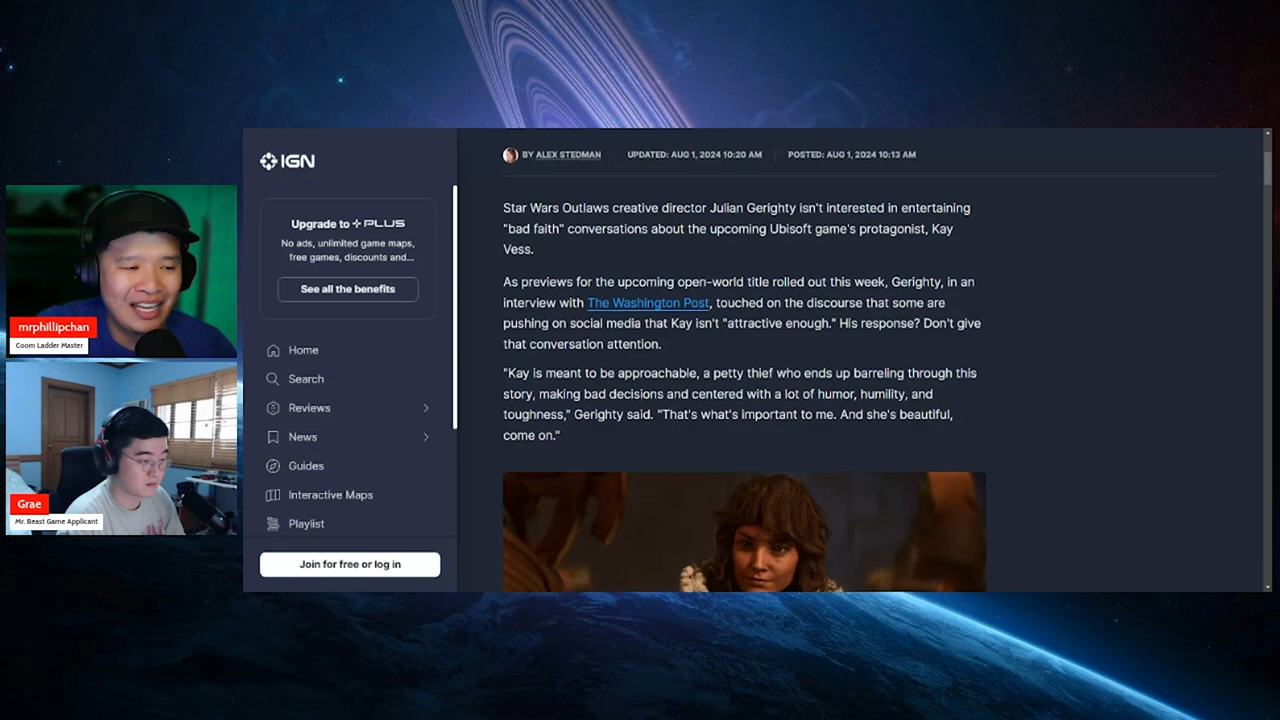 mrphillipchan
Coom Ladder Master
Grae
Mr. Beast Game Applicant
IGN
Upgrade to PLUS
No ads, unlimited game maps,
free games, discounts and...
See all the benefits
Home
Search
Reviews
News
Guides
Interactive Maps
Playlist
Join for free or log in
BY ALEX STEDMAN UPDATED: AUG 1, 2024 10:20 AM POSTED: AUG 1, 2024 10:13 AM
Star Wars Outlaws creative director Julian Gerighty isn't interested in entertaining
"bad faith" conversations about the upcoming Ubisoft game's protagonist, Kay
Vess.
As previews for the upcoming open-world title rolled out this week, Gerighty, in an
interview with The Washington Post, touched on the discourse that some are
pushing on social media that Kay isn't "attractive enough." His response? Don't give
that conversation attention.
"Kay is meant to be approachable, a petty thief who ends up barreling through this
story, making bad decisions and centered with a lot of humor, humility, and
toughness," Gerighty said. "That's what's important to me. And she's beautiful,
come on."